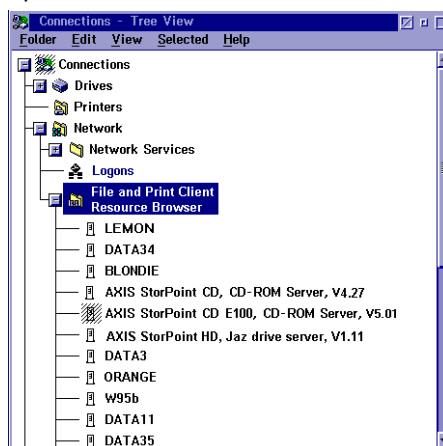 Connections - Tree View
Folder Edit View Selected Help
Connections
Drives
Printers
Network
Network Services
Logons
File and Print Client
Resource Browser
LEMON
DATA34
BLONDIE
AXIS StorPoint CD, CD-ROM Server, V4.27
AXIS StorPoint CD E100, CD-ROM Server, V5.01
AXIS StorPoint HD, Jaz drive server, V1.11
DATA3
ORANGE
W95b
DATA11
DATA35